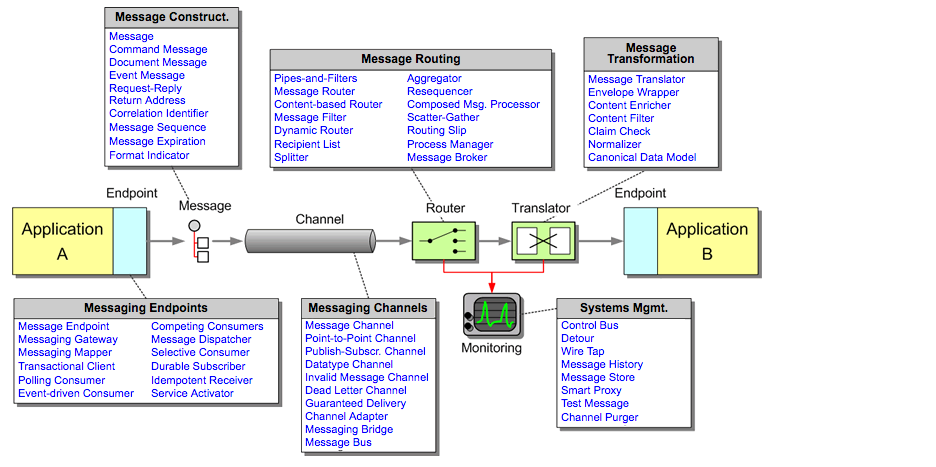 Message Construct.
Message
Command Message
Document Message
Event Message
Request-Reply
Return Address
Correlation Identifier
Message Sequence
Message Expiration
Format Indicator
Message Routing
Pipes-and-Filters
Message Router
Content-based Router
Message Filter
Dynamic Router
Recipient List
Splitter
Aggregator
Resequencer
Composed Msg. Processor
Scatter-Gather
Routing Slip
Process Manager
Message Broker
Message
Transformation
Message Translator
Envelope Wrapper
Content Enricher
Content Filter
Claim Check
Normalizer
Canonical Data Model
Endpoint
Application
A
Message
Channel
Router
Translator
Endpoint
Application
B
Messaging Endpoints
Message Endpoint
Messaging Gateway
Messaging Mapper
Transactional Client
Polling Consumer
Event-driven Consumer
Competing Consumers
Message Dispatcher
Selective Consumer
Durable Subscriber
Idempotent Receiver
Service Activator
Messaging Channels
Message Channel
Point-to-Point Channel
Publish-Subscr. Channel
Datatype Channel
Invalid Message Channel
Dead Letter Channel
Guaranteed Delivery
Channel Adapter
Messaging Bridge
Message Bus
Monitoring
Systems Mgmt.
Control Bus
Detour
Wire Tap
Message History
Message Store
Smart Proxy
Test Message
Channel Purger